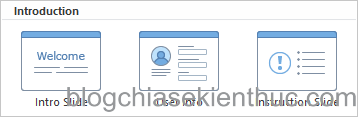 Introduction
Welcome
Intro Slide
User Info
Instruction Slide
blogchiasekienthuc.com